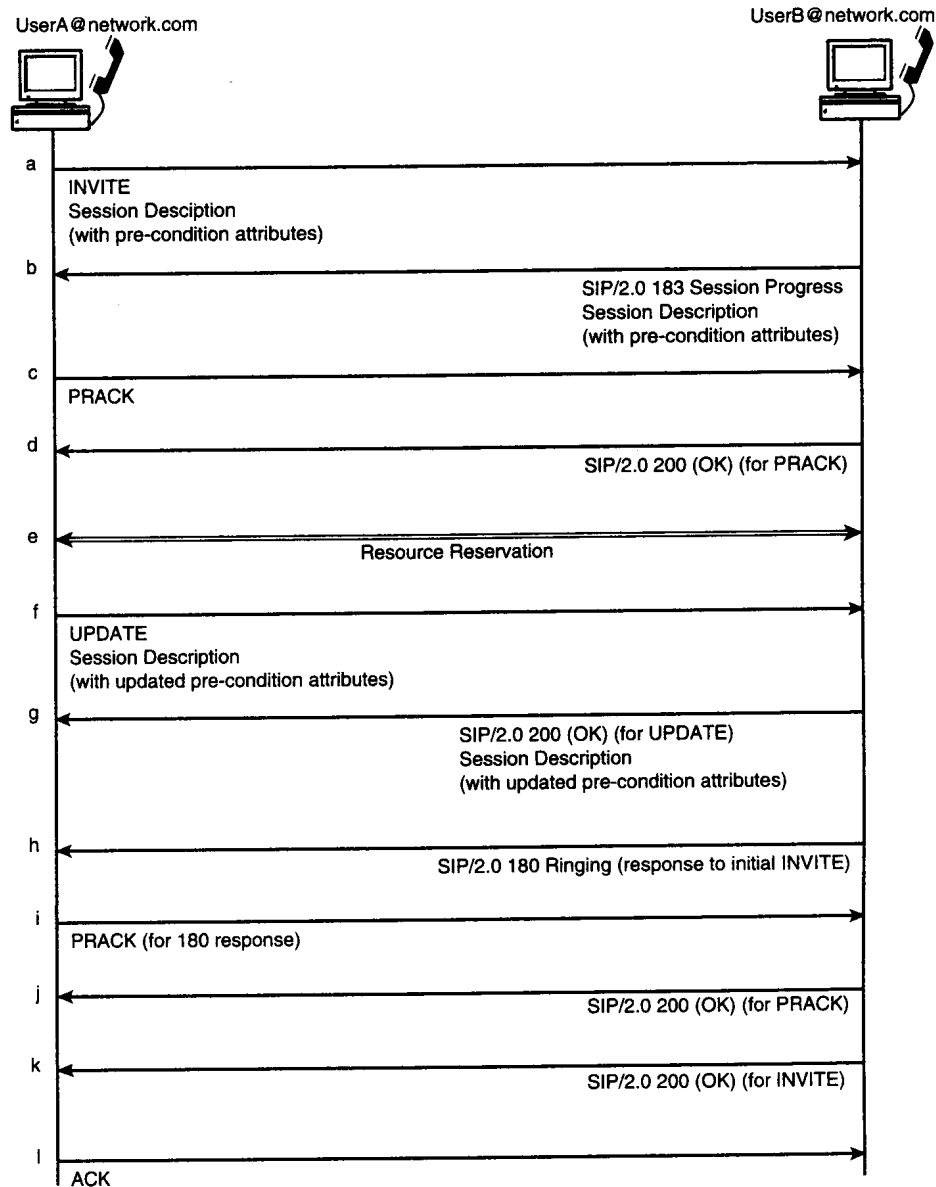 UserA@network.com
UserB@network.com
a
INVITE
Session Desciption
(with pre-condition attributes)
b
SIP/2.0 183 Session Progress
Session Description
(with pre-condition attributes)
c
PRACK
d
SIP/2.0 200 (OK) (for PRACK)
e
Resource Reservation
f
UPDATE
Session Description
(with updated pre-condition attributes)
g
SIP/2.0 200 (OK) (for UPDATE)
Session Description
(with updated pre-condition attributes)
h
SIP/2.0 180 Ringing (response to initial INVITE)
i
PRACK (for 180 response)
j
SIP/2.0 200 (OK) (for PRACK)
k
SIP/2.0 200 (OK) (for INVITE)
l
ACK